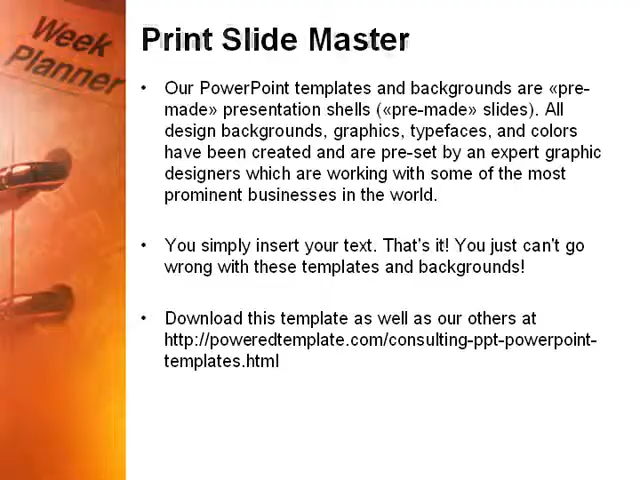 Week
Planner
Print Slide Master
• Our PowerPoint templates and backgrounds are «pre-
made» presentation shells («pre-made» slides). All
design backgrounds, graphics, typefaces, and colors
have been created and are pre-set by an expert graphic
designers which are working with some of the most
prominent businesses in the world.
• You simply insert your text. That's it! You just can't go
wrong with these templates and backgrounds!
• Download this template as well as our others at
http://poweredtemplate.com/consulting-ppt-powerpoint-
templates.html